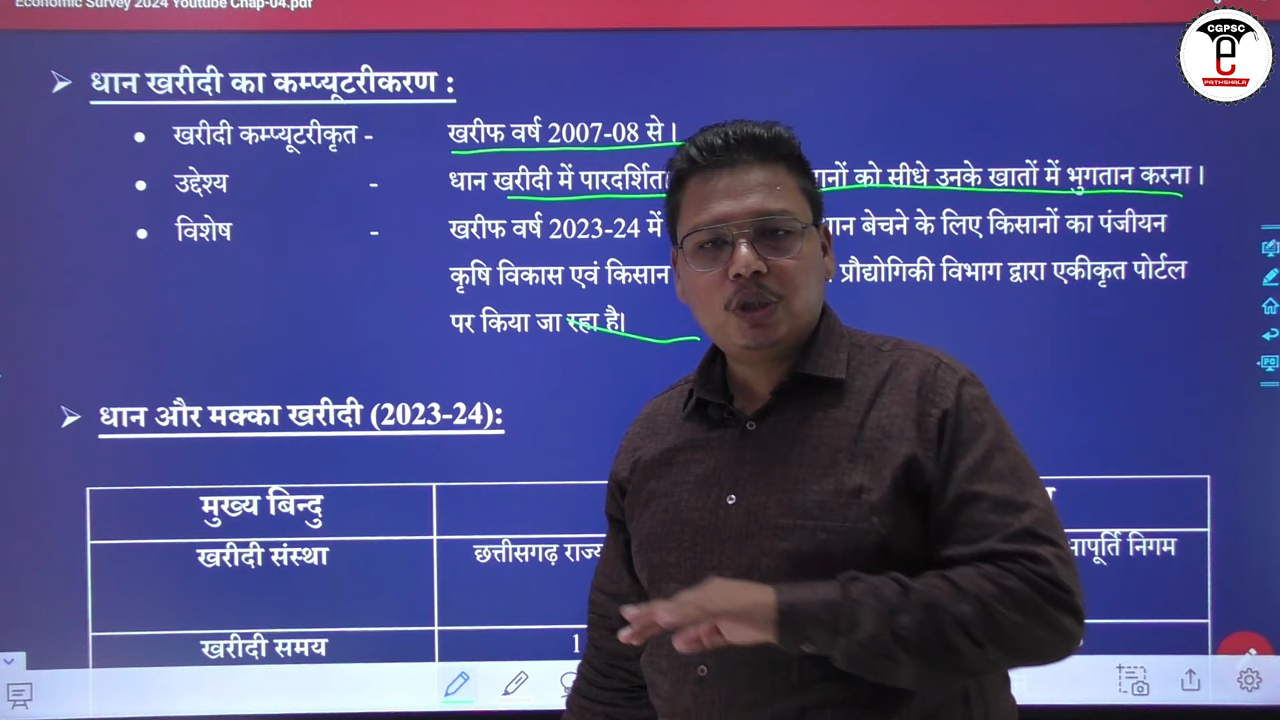 Economic Survey 2024 Youtube Chap-04.pdf
CGPSC
e
PATHSHALA
➢ धान खरीदी का कम्प्यूटरीकरण :
• खरीदी कम्प्यूटरीकृत - खरीफ वर्ष 2007-08 से ।
• उद्देश्य - धान खरीदी में पारदर्शिता को सीधे उनके खातों में भुगतान करना ।
• विशेष - खरीफ वर्ष 2023-24 में बेचने के लिए किसानों का पंजीयन
कृषि विकास एवं किसान प्रौद्योगिकी विभाग द्वारा एकीकृत पोर्टल
पर किया जा रहा है।
➢ धान और मक्का खरीदी (2023-24):
मुख्य बिन्दु
खरीदी संस्था छत्तीसगढ़ राज्य निगम
खरीदी समय 1